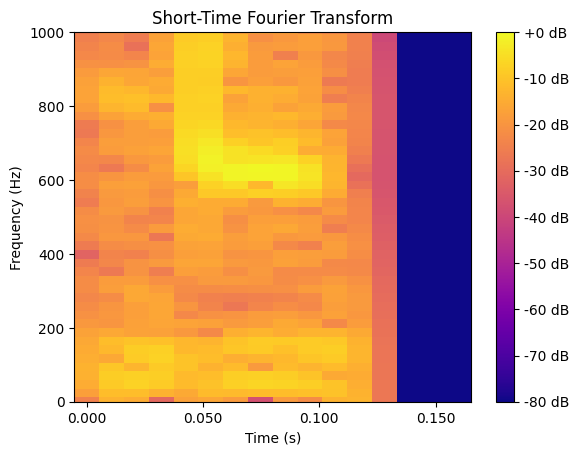 Short-Time Fourier Transform
1000
800
600
400
200
0
Frequency (Hz)
0.000
0.050
0.100
0.150
Time (s)
+0 dB
-10 dB
-20 dB
-30 dB
-40 dB
-50 dB
-60 dB
-70 dB
-80 dB